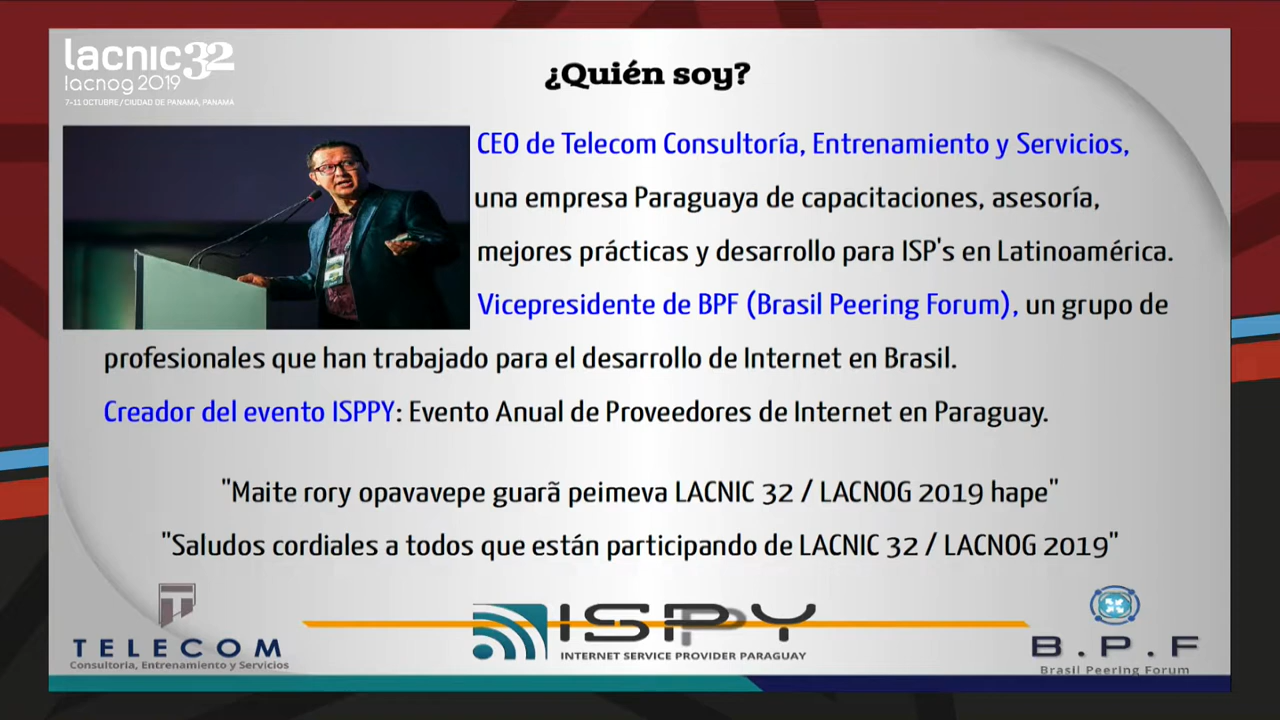 lacnic32
lacnog 2019
7-11 OCTUBRE / CIUDAD DE PANAMÁ, PANAMÁ
¿Quién soy?
CEO de Telecom Consultoría, Entrenamiento y Servicios,
una empresa Paraguaya de capacitaciones, asesoría,
mejores prácticas y desarrollo para ISP's en Latinoamérica.
Vicepresidente de BPF (Brasil Peering Forum), un grupo de
profesionales que han trabajado para el desarrollo de Internet en Brasil.
Creador del evento ISPPY: Evento Anual de Proveedores de Internet en Paraguay.
"Maite rory opavavepe guarã peimeva LACNIC 32 / LACNOG 2019 hape"
"Saludos cordiales a todos que están participando de LACNIC 32 / LACNOG 2019"
TELECOM
Consultoria, Entrenamiento y Servicios
ISPPY
INTERNET SERVICE PROVIDER PARAGUAY
B.P.F
Brasil Peering Forum